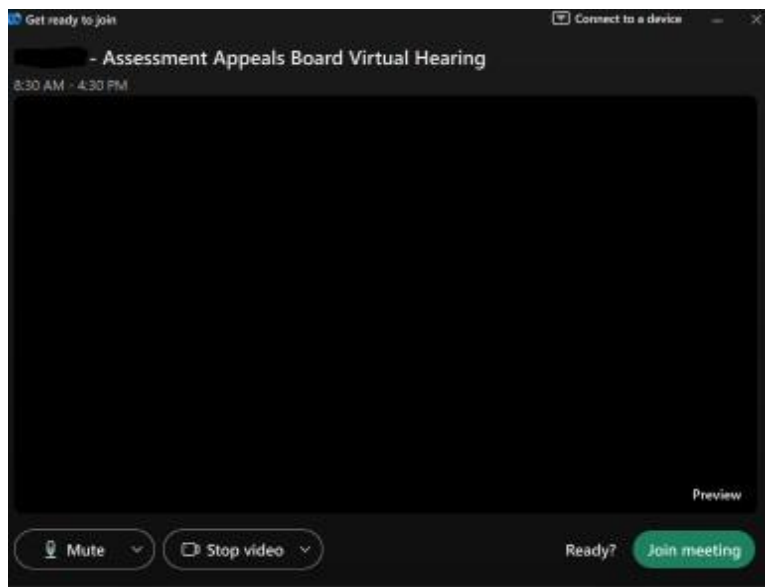 Get ready to join
Connect to a device
- Assessment Appeals Board Virtual Hearing
8:30 AM - 4:30 PM
Preview
Mute
Stop video
Ready?
Join meeting